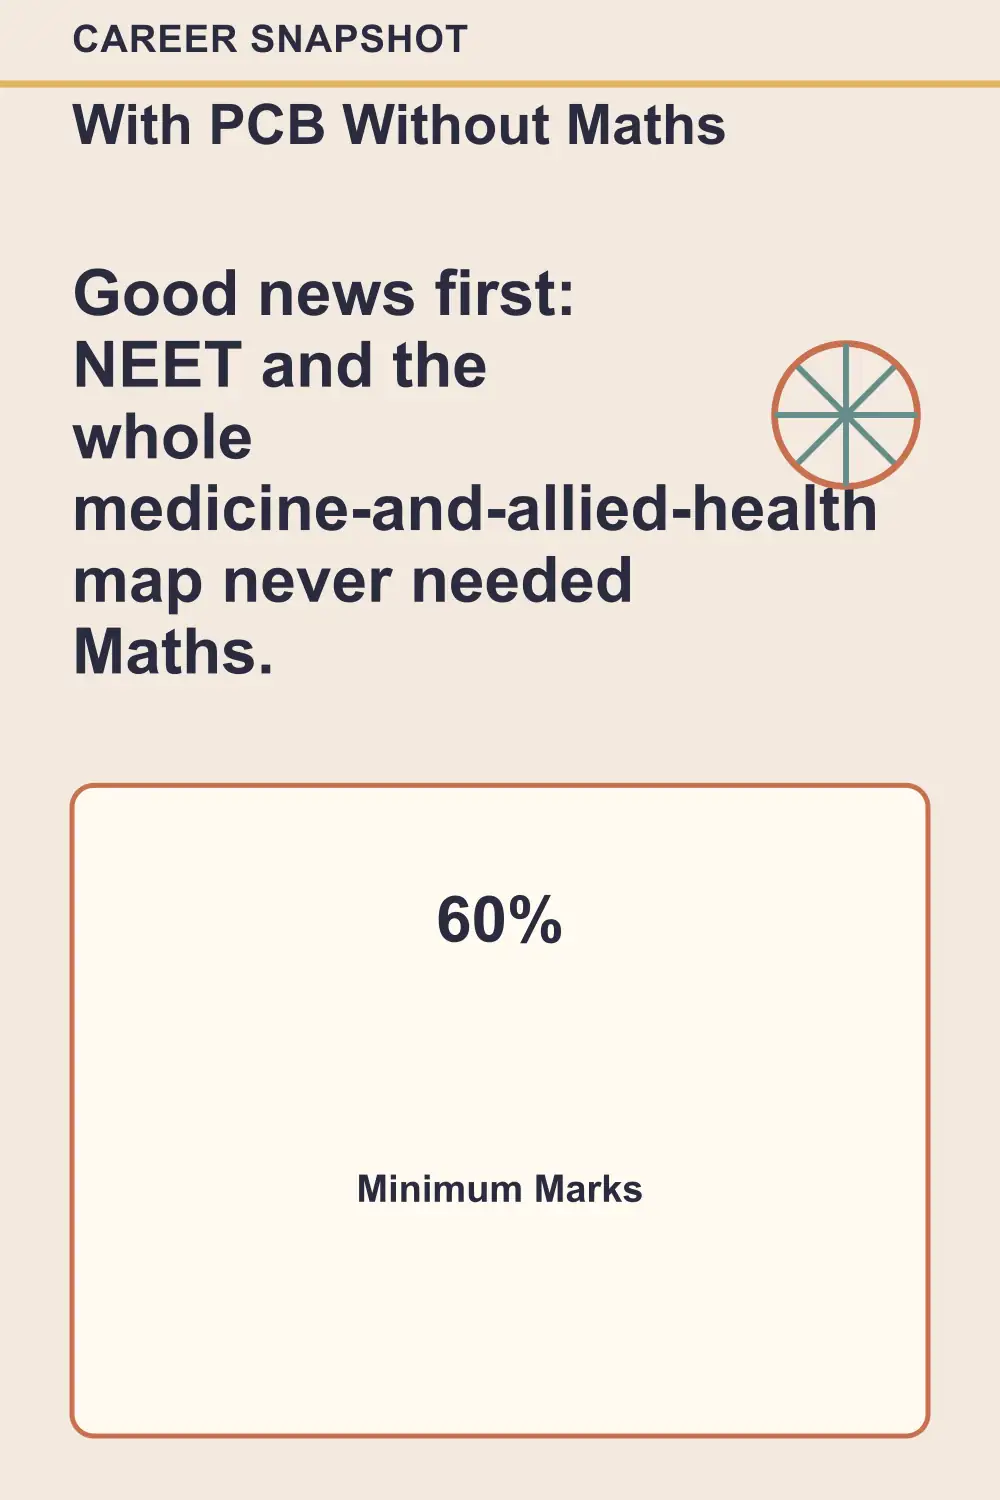 CAREER SNAPSHOT
With PCB Without Maths
Good news first:
NEET and the
whole
medicine-and-allied-health
map never needed
Maths.
60%
Minimum Marks